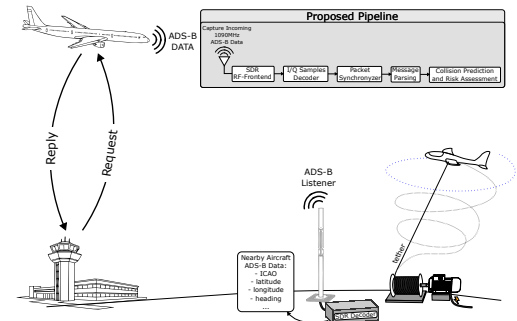 Proposed Pipeline
Capture Incoming
1090MHz
ADS-B Data
SDR
RF-Frontend
I/Q Samples
Decoder
Packet
Synchronyzer
Message
Parsing
Collision Prediction
and Risk Assessment
ADS-B
DATA
Reply
Request
ADS-B
Listener
tether
Nearby Aircraft
ADS-B Data:
- ICAO
- latitude
- longitude
- heading
...
SDR Decoder